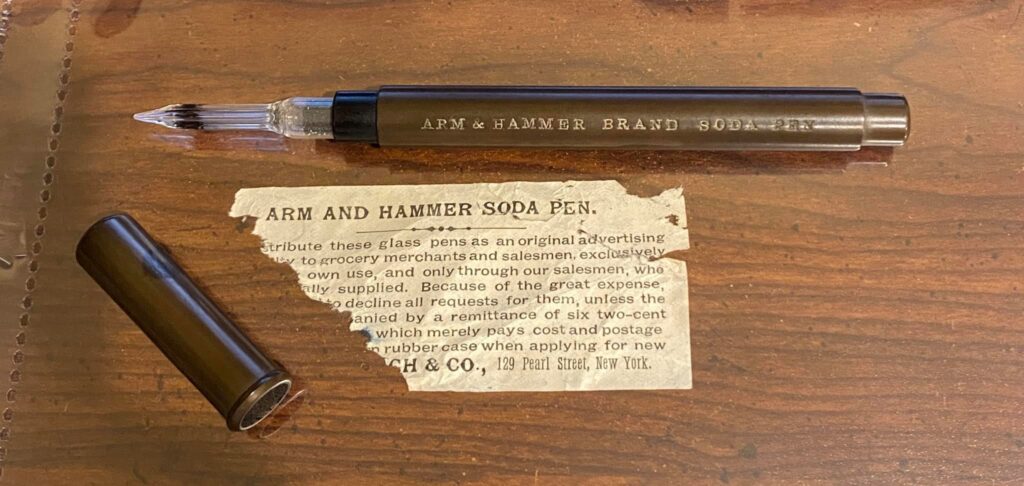 ARM & HAMMER BRAND SODA PEN
ARM AND HAMMER SODA PEN.
tribute these glass pens as an original advertising
to grocery merchants and salesmen, exclusively
own use, and only through our salesmen, who
ally supplied. Because of the great expense,
to decline all requests for them, unless the
anied by a remittance of six two-cent
which merely pays cost and postage
rubber case when applying for new
CH & CO., 129 Pearl Street, New York.